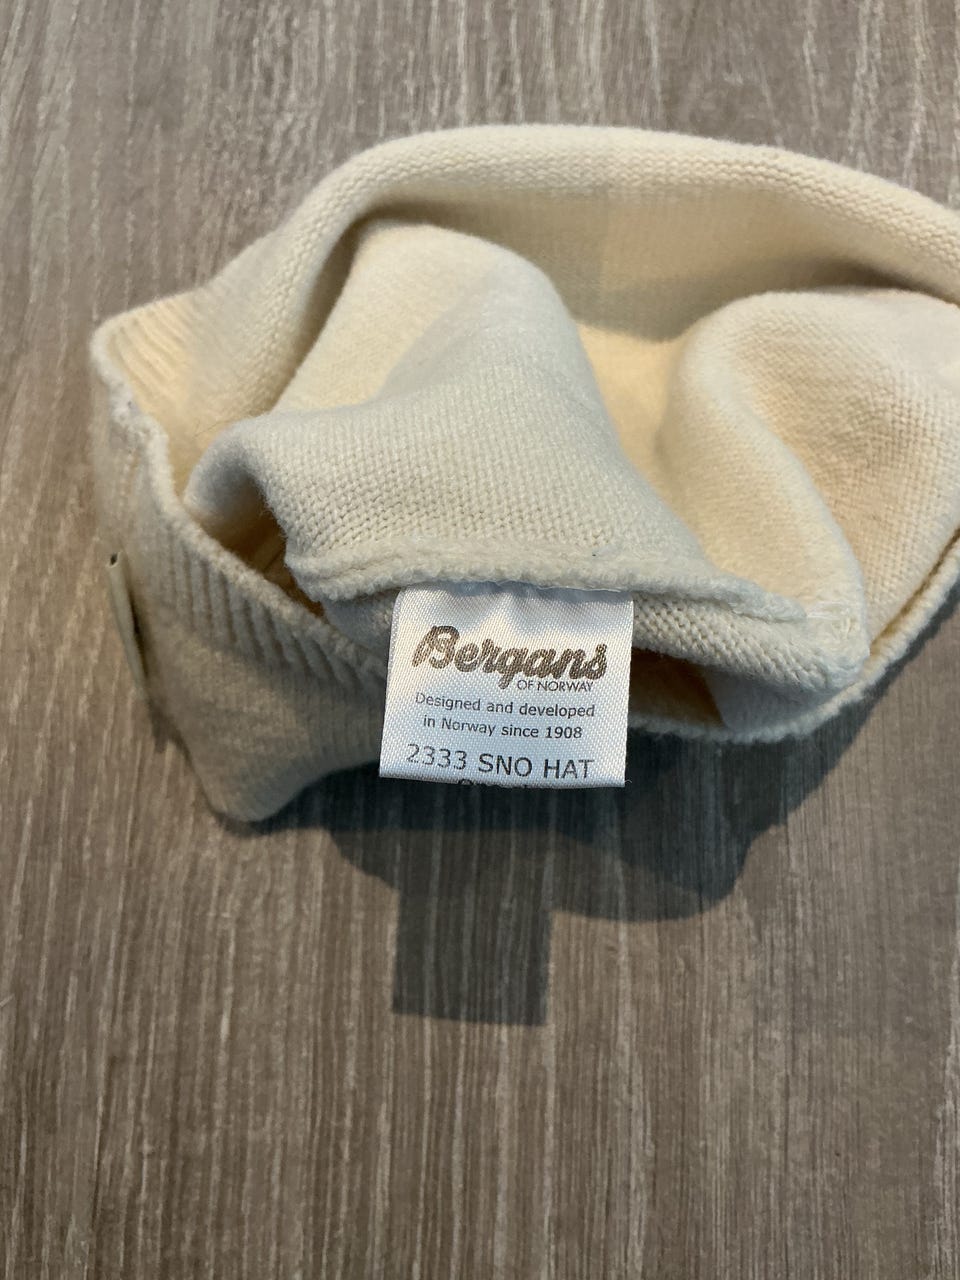 Bergans
OF NORWAY
Designed and developed
in Norway since 1908
2333 SNO HAT